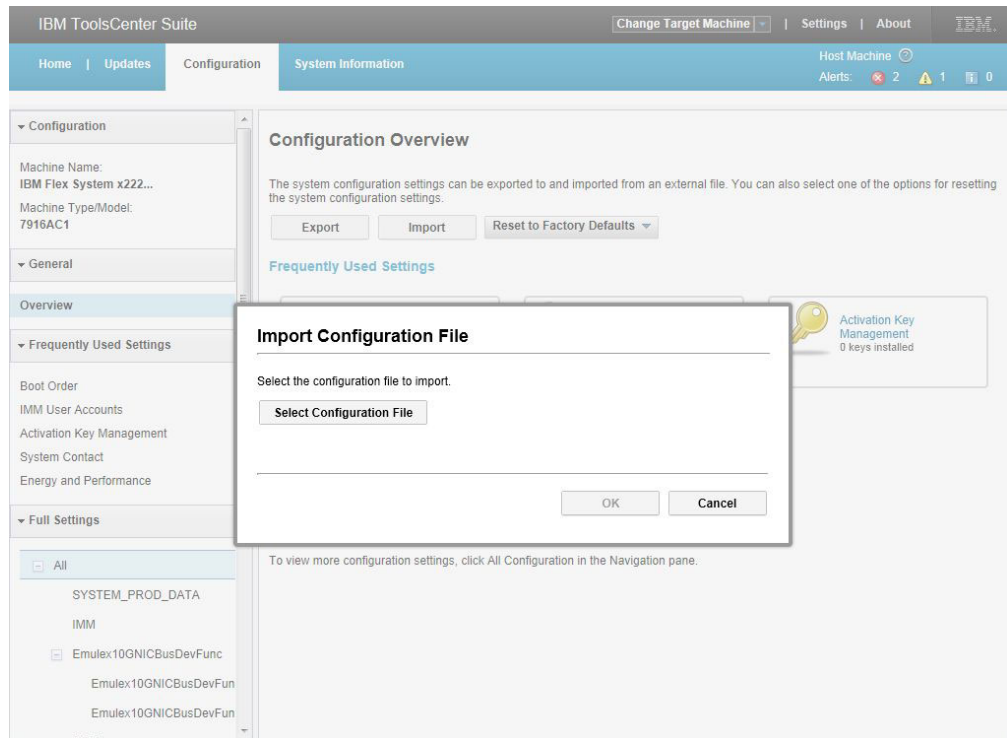 IBM ToolsCenter Suite
Change Target Machine | Settings | About IBM.
Home | Updates Configuration System Information
Host Machine
Alerts: 2 1 0
Configuration
Machine Name:
IBM Flex System x222...
Machine Type/Model:
7916AC1
General
Overview
Frequently Used Settings
Boot Order
IMM User Accounts
Activation Key Management
System Contact
Energy and Performance
Full Settings
All
SYSTEM_PROD_DATA
IMM
Emulex10GNICBusDevFunc
Emulex10GNICBusDevFun
Emulex10GNICBusDevFun
Configuration Overview
The system configuration settings can be exported to and imported from an external file. You can also select one of the options for resetting
the system configuration settings.
Export Import Reset to Factory Defaults
Frequently Used Settings
Activation Key
Management
0 keys installed
Import Configuration File
Select the configuration file to import.
Select Configuration File
OK Cancel
To view more configuration settings, click All Configuration in the Navigation pane.